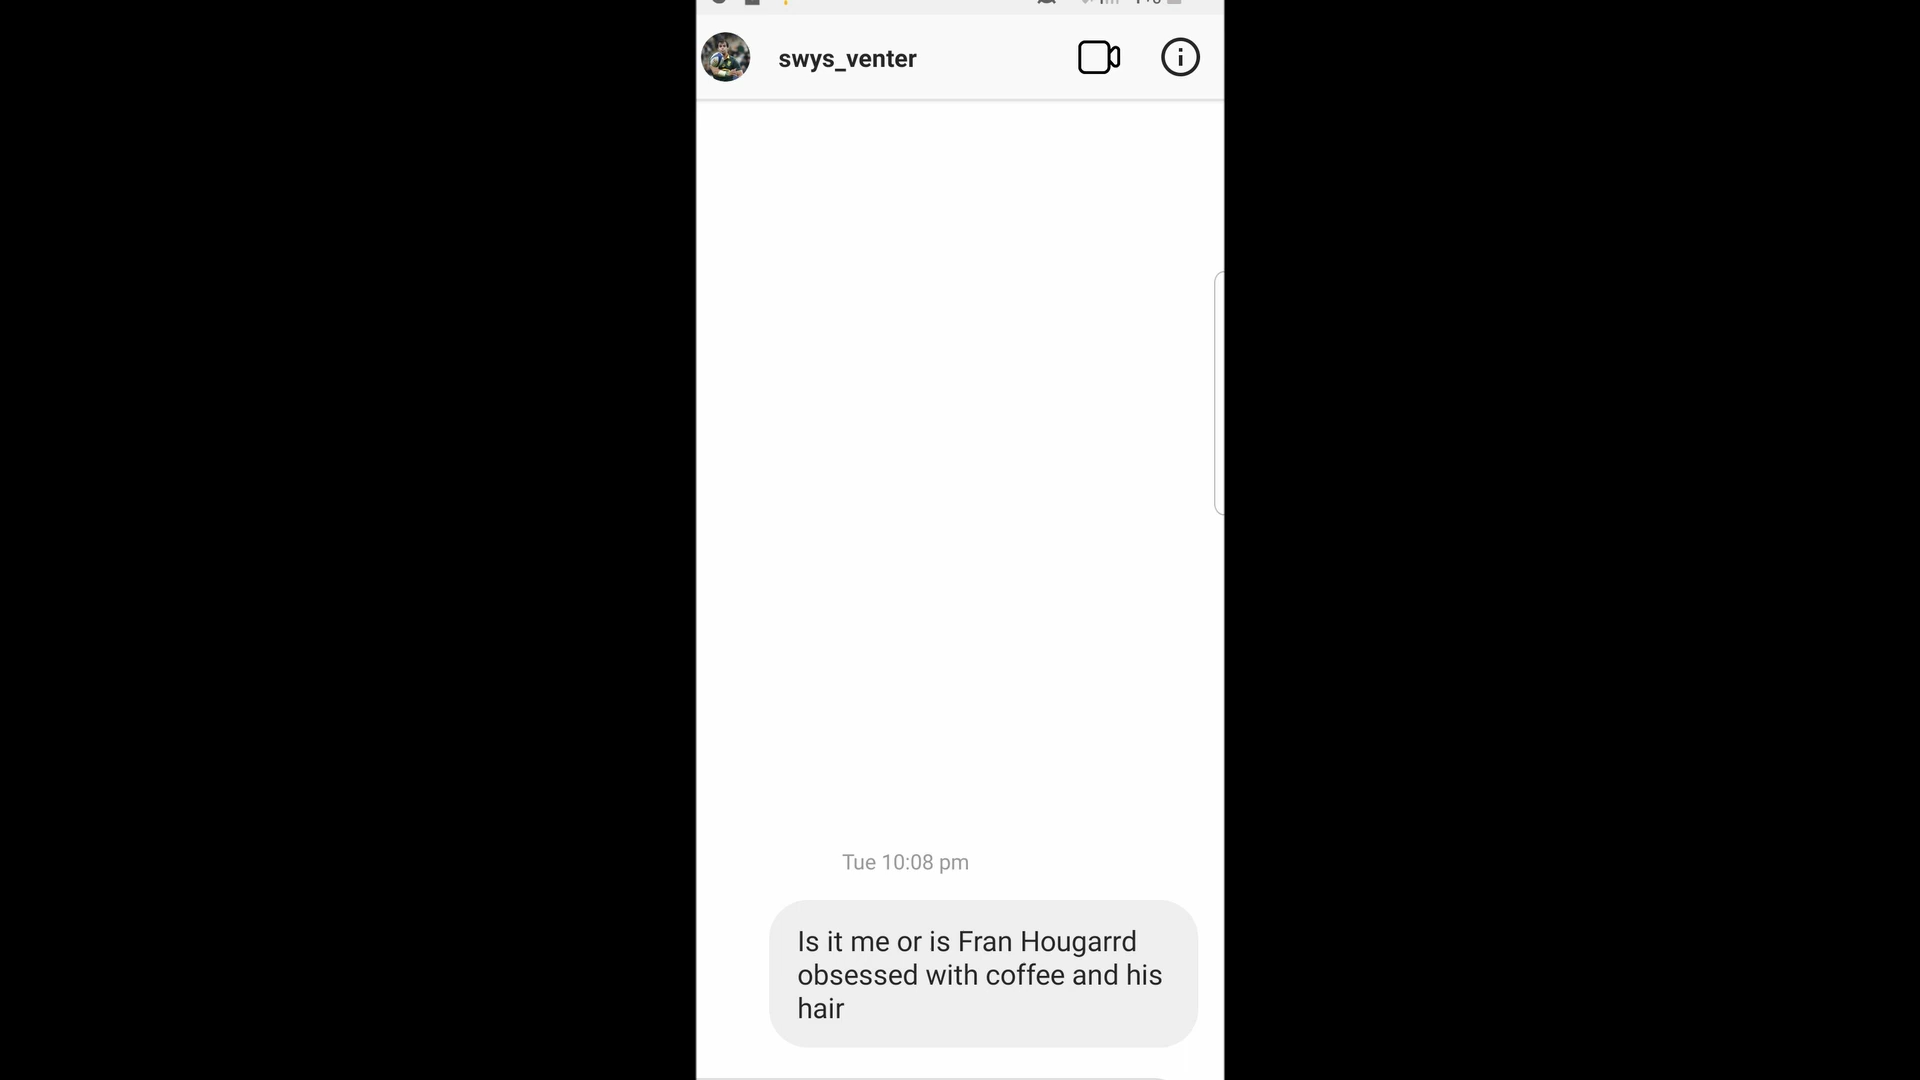 swys_venter
Tue 10:08 pm
Is it me or is Fran Hougarrd
obsessed with coffee and his
hair